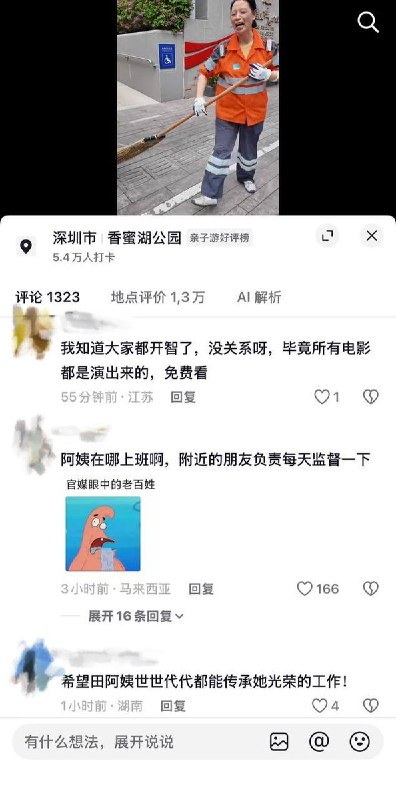 深圳市 香蜜湖公园 亲子游好评榜
5.4万人打卡
评论 1323 地点评价 1,3万 AI 解析
我知道大家都开智了，没关系呀，毕竟所有电影
都是演出来的，免费看
55分钟前·江苏 回复 1
阿姨在哪上班啊，附近的朋友负责每天监督一下
官媒眼中的老百姓
3小时前·马来西亚 回复 166
展开16条回复
希望田阿姨世世代代都能传承她光荣的工作！
1小时前·湖南 回复 4
有什么想法，展开说说